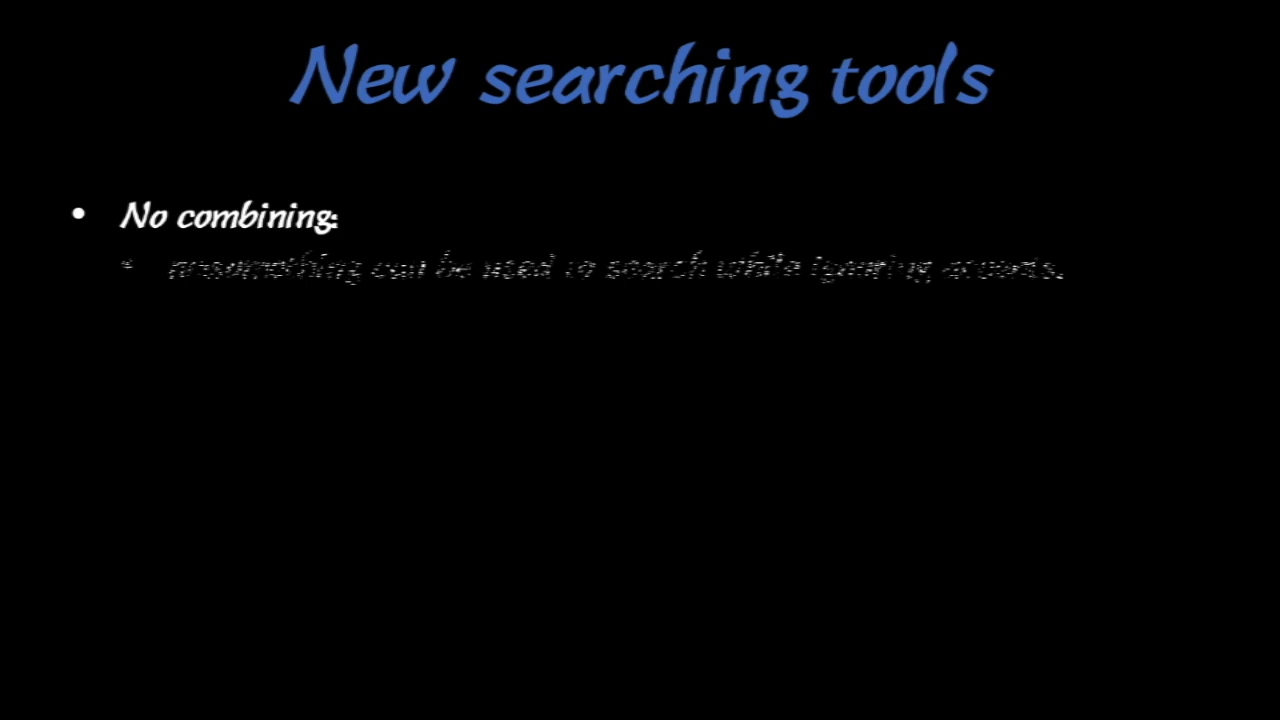 New searching tools
• No combining:
• can be used to search while ignoring accents.